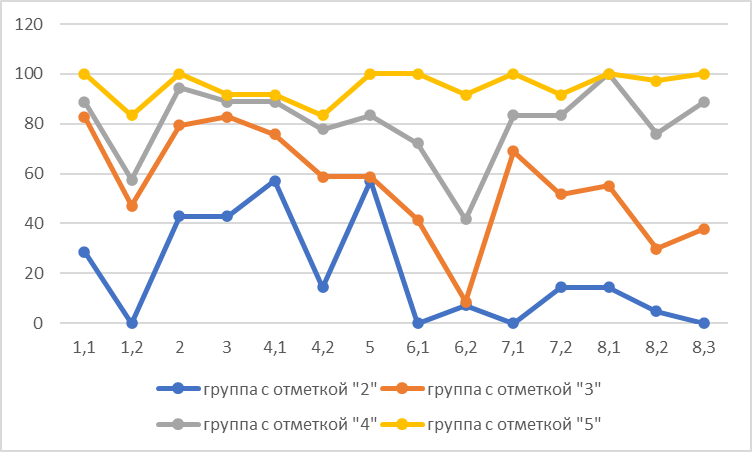 120
100
80
60
40
20
0
1,1 1,2 2 3 4,1 4,2 5 6,1 6,2 7,1 7,2 8,1 8,2 8,3
группа с отметкой "2" группа с отметкой "3"
группа с отметкой "4" группа с отметкой "5"